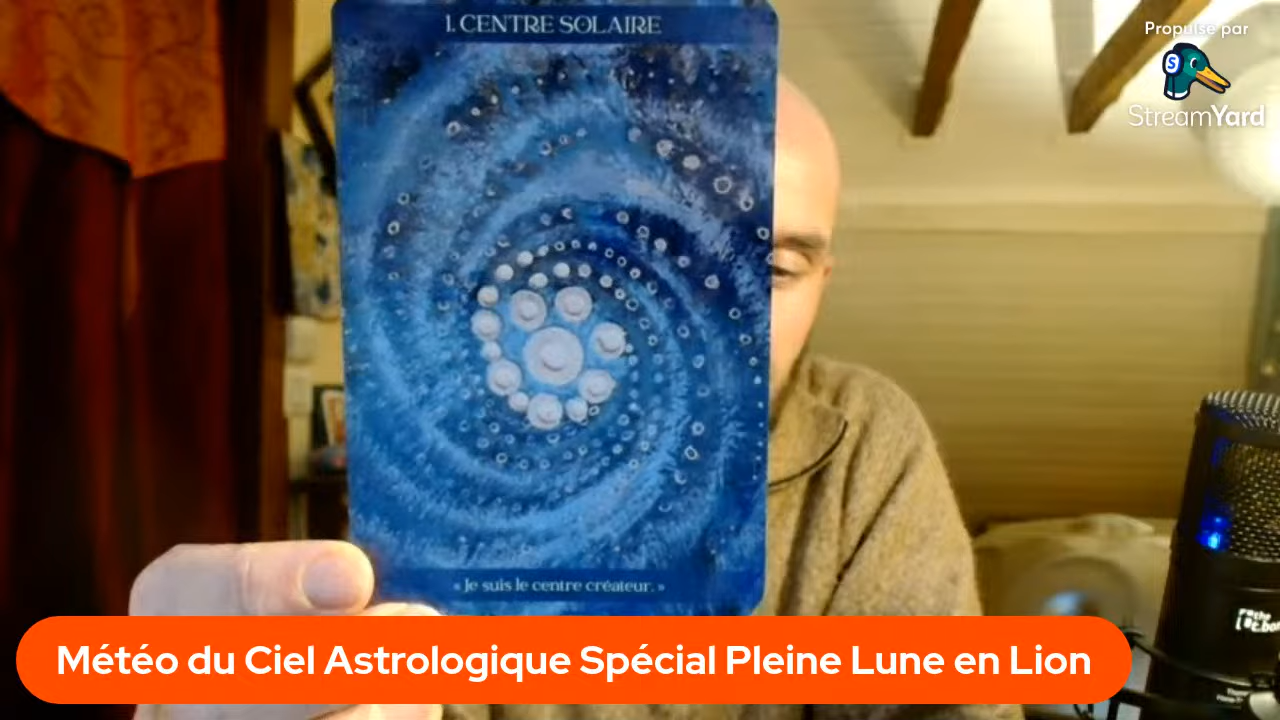 1. CENTRE SOLAIRE
Propulsé par
StreamYard
« Je suis le centre créateur. »
Météo du Ciel Astrologique Spécial Pleine Lune en Lion
the